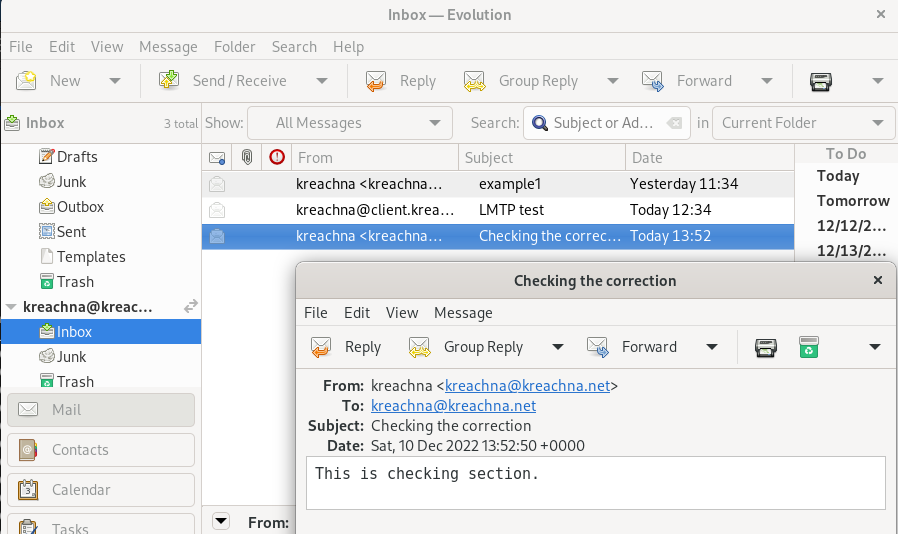 Inbox — Evolution
File Edit View Message Folder Search Help
New Send / Receive Reply Group Reply Forward
Inbox 3 total Show: All Messages Search: Subject or Ad... in Current Folder
Drafts
Junk
Outbox
Sent
Templates
Trash
kreachna@kreac...
Inbox
Junk
Trash
Mail
Contacts
Calendar
Tasks
From Subject Date
kreachna <kreachna... example1 Yesterday 11:34
kreachna@client.krea... LMTP test Today 12:34
kreachna <kreachna... Checking the correc... Today 13:52
To Do
Today
Tomorrow
12/12/2...
12/13/2...
Checking the correction
File Edit View Message
Reply Group Reply Forward
From: kreachna <kreachna@kreachna.net>
To: kreachna@kreachna.net
Subject: Checking the correction
Date: Sat, 10 Dec 2022 13:52:50 +0000
This is checking section.
From: